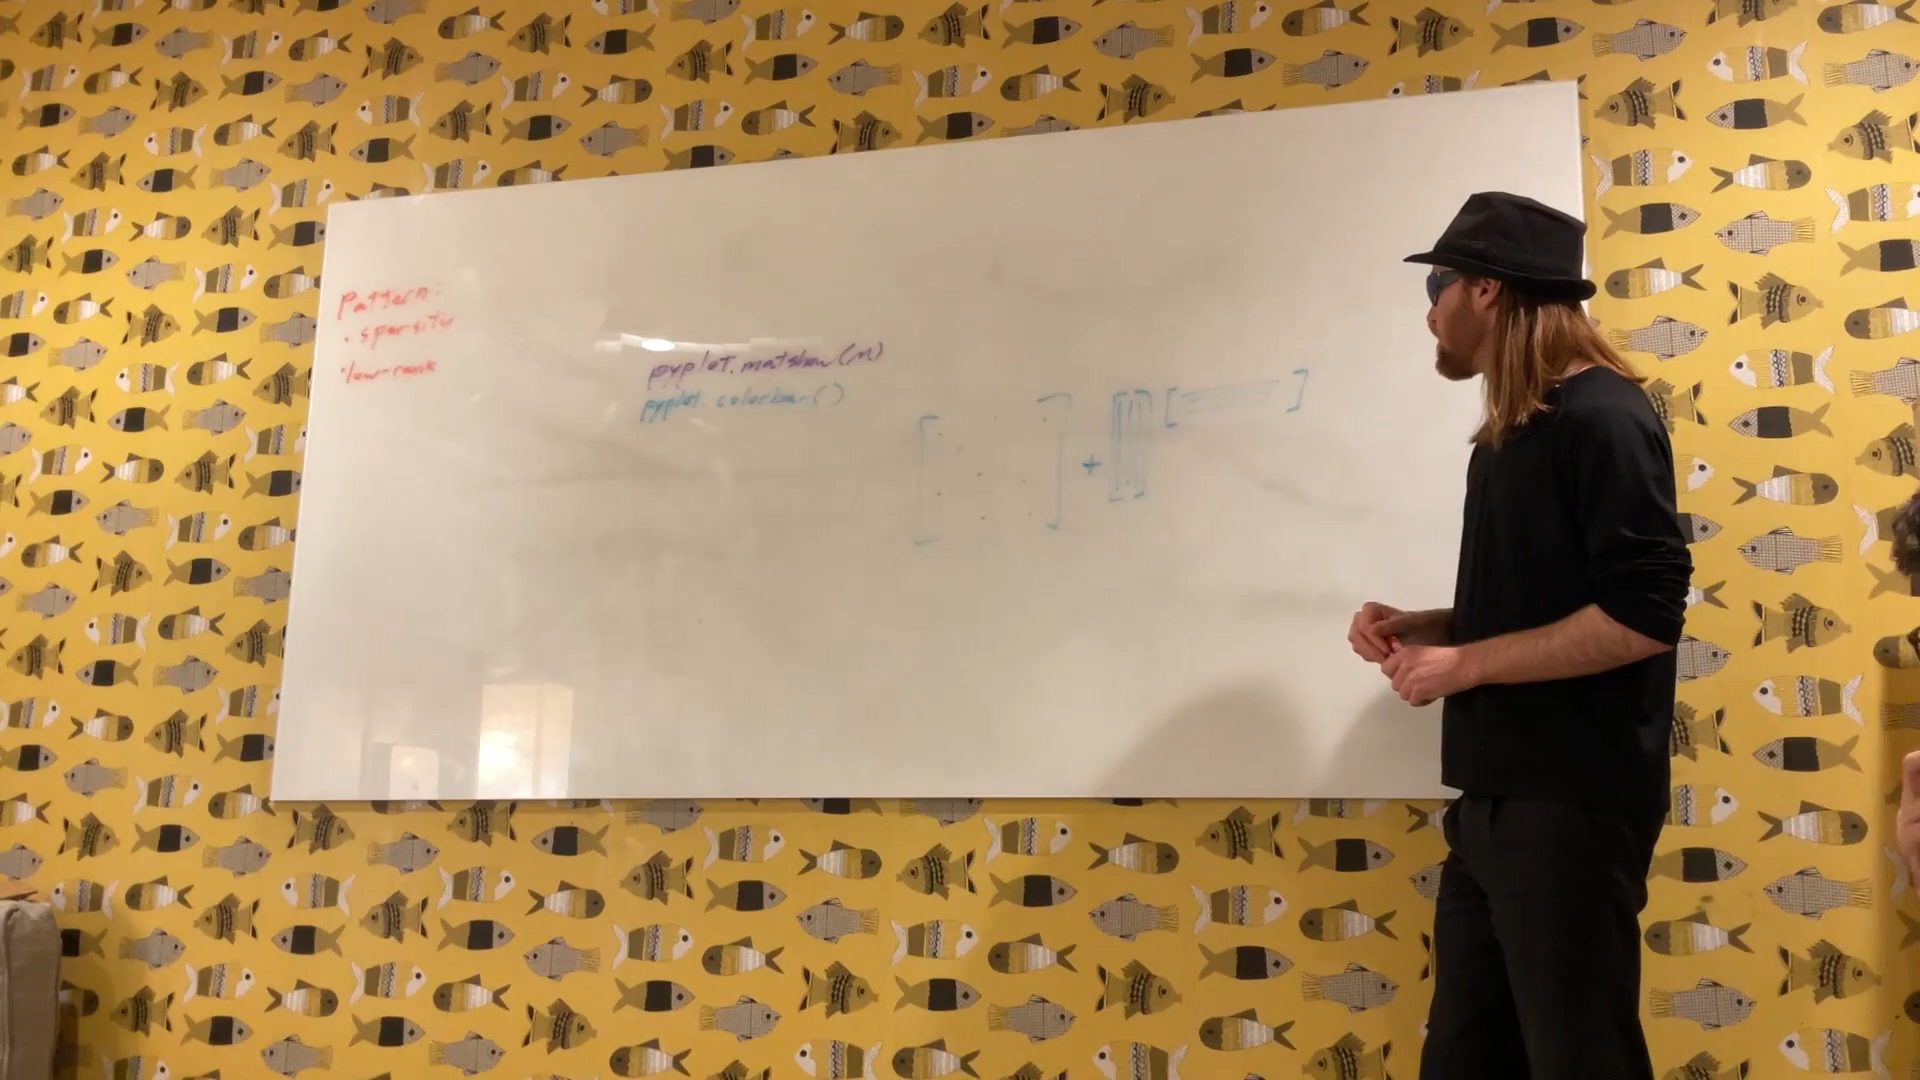 Pattern:
· sparsity
· low-rank
pyplot.matshow(M)
pyplot.colorbar()
+